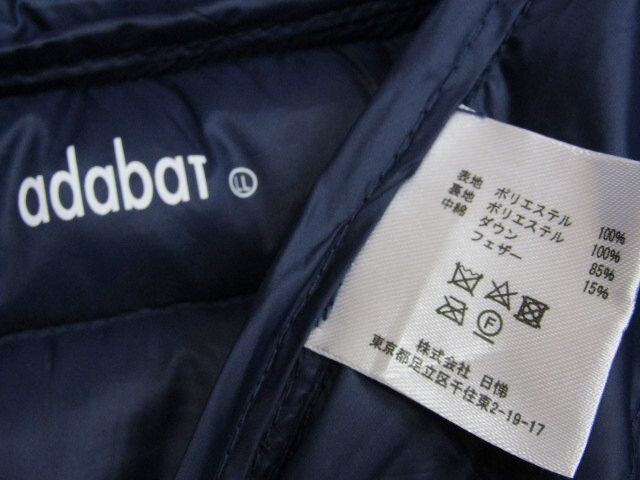 adabat LL
表地 ポリエステル 100%
裏地 ポリエステル 100%
中綿 ダウン 85%
フェザー 15%
F
株式会社 日悌
東京都足立区千住東2-19-17